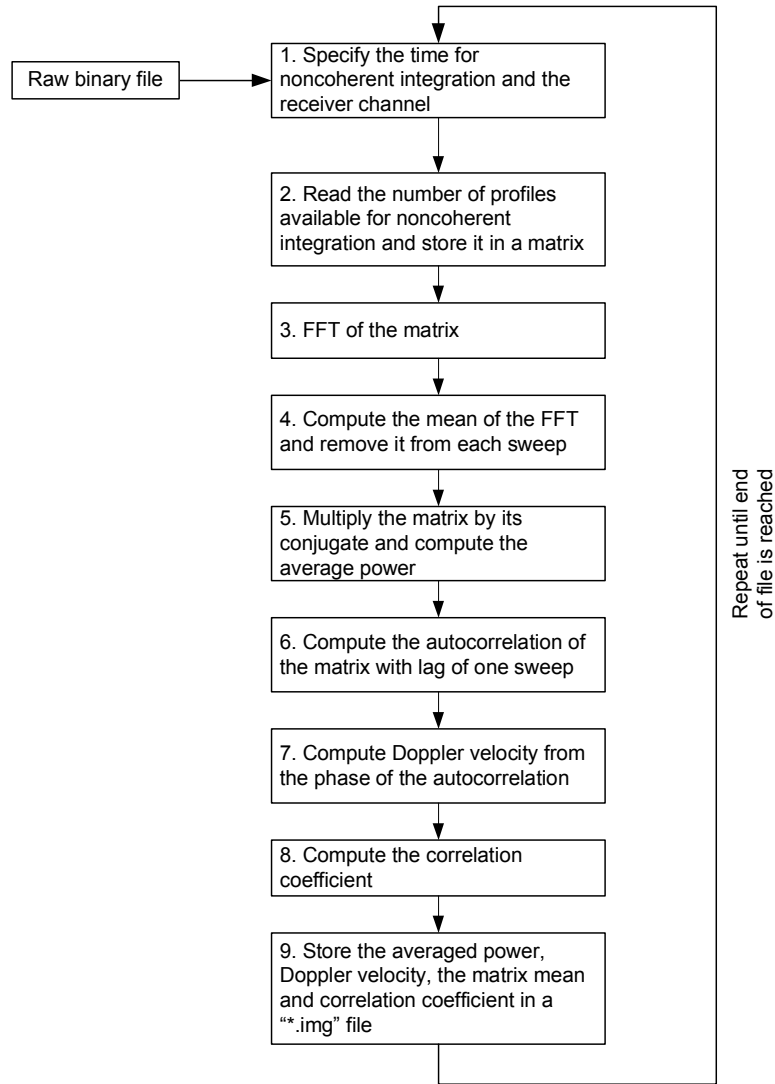 Raw binary file
1. Specify the time for
noncoherent integration and the
receiver channel
2. Read the number of profiles
available for noncoherent
integration and store it in a matrix
3. FFT of the matrix
4. Compute the mean of the FFT
and remove it from each sweep
5. Multiply the matrix by its
conjugate and compute the
average power
6. Compute the autocorrelation of
the matrix with lag of one sweep
7. Compute Doppler velocity from
the phase of the autocorrelation
8. Compute the correlation
coefficient
9. Store the averaged power,
Doppler velocity, the matrix mean
and correlation coefficient in a
“*.img” file
Repeat until end
of file is reached